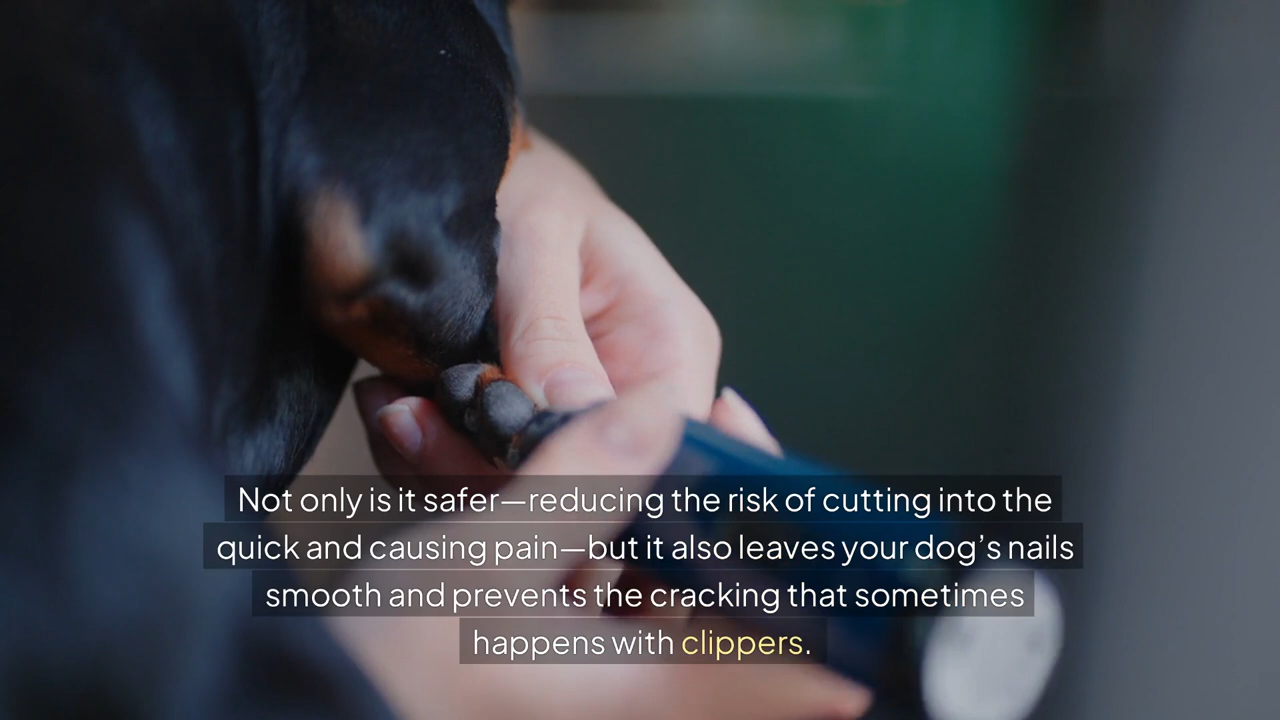 Not only is it safer—reducing the risk of cutting into the
quick and causing pain—but it also leaves your dog’s nails
smooth and prevents the cracking that sometimes
happens with clippers.